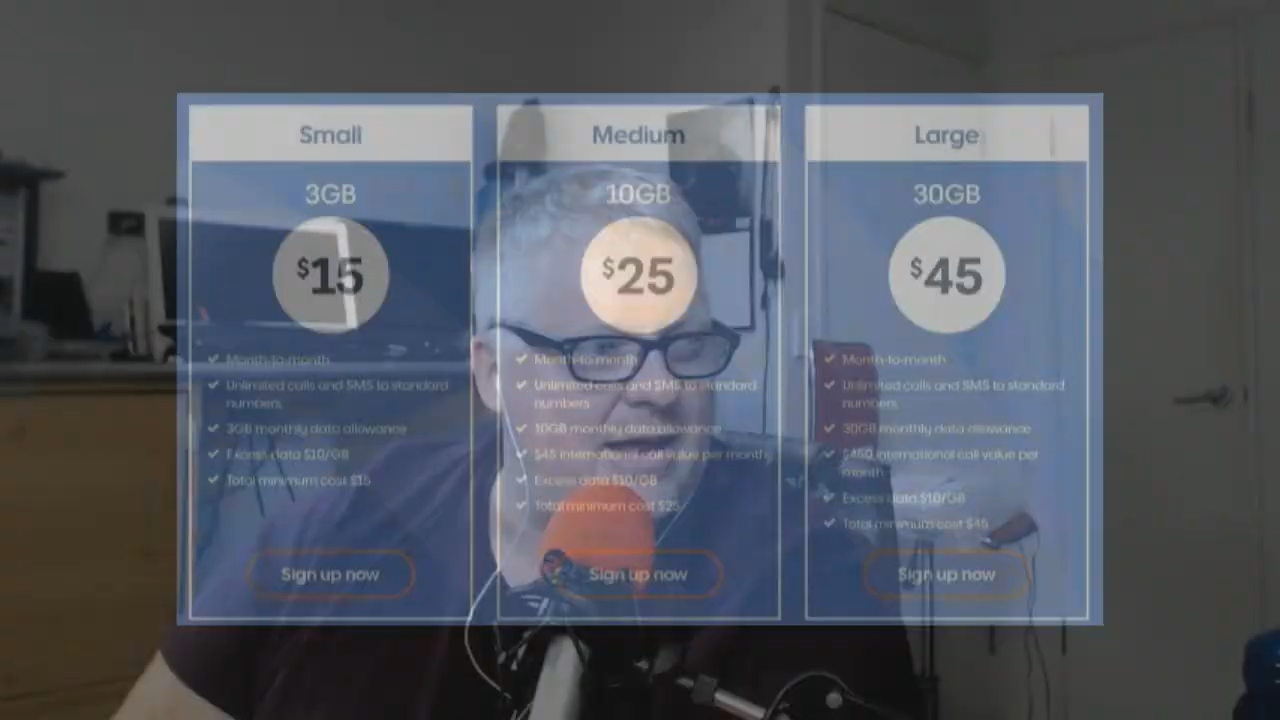 Small
3GB
$15
Month-to-month
Unlimited calls and SMS to standard
numbers
3GB monthly data allowance
Excess data $10/GB
Total minimum cost $15
Sign up now
Medium
10GB
$25
Month-to-month
Unlimited calls and SMS to standard
numbers
10GB monthly data allowance
$45 international call value per month
Excess data $10/GB
Total minimum cost $25
Sign up now
Large
30GB
$45
Month-to-month
Unlimited calls and SMS to standard
numbers
30GB monthly data allowance
$450 international call value per
month
Excess data $10/GB
Total minimum cost $45
Sign up now